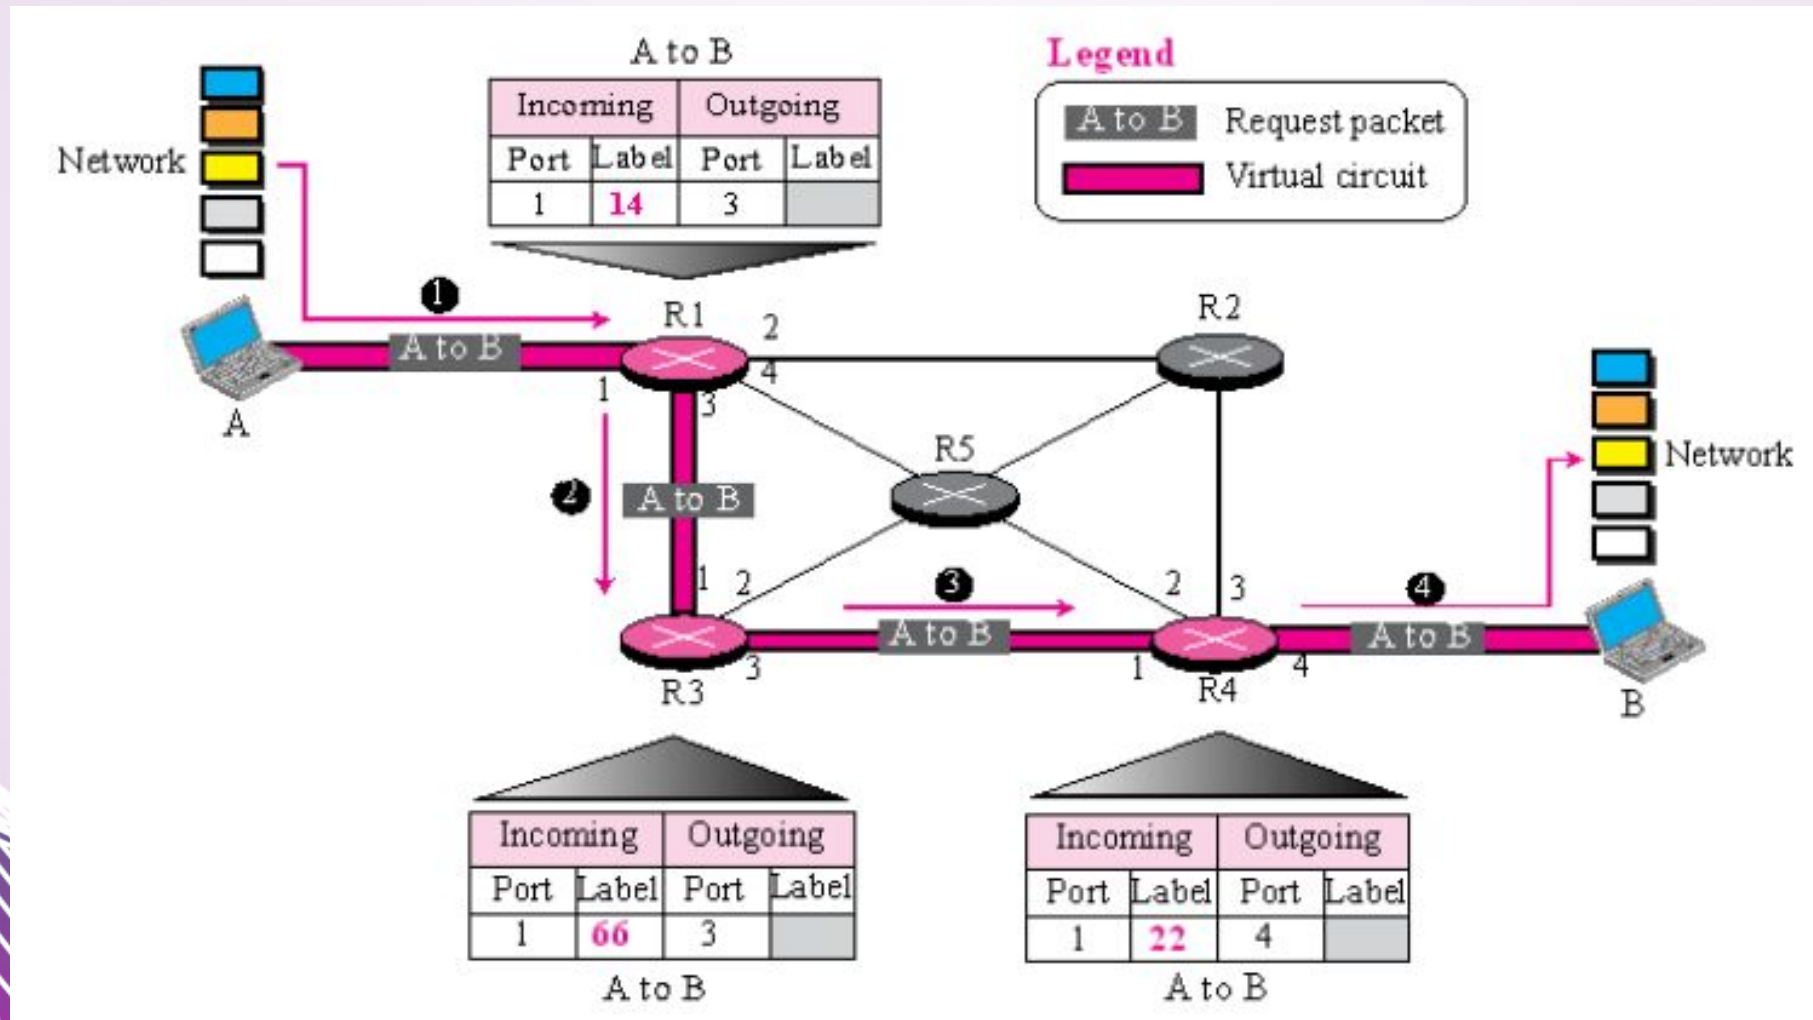 A to B
Incoming Outgoing
Port Label Port Label
1 14 3
Legend
A to B Request packet
Virtual circuit
Network
1
A to B
A
R1
1
2
4
3
R2
R5
2
A to B
1
2
R3
3
3
A to B
2
3
1
R4
4
4
A to B
Network
B
Incoming Outgoing
Port Label Port Label
1 66 3
A to B
Incoming Outgoing
Port Label Port Label
1 22 4
A to B